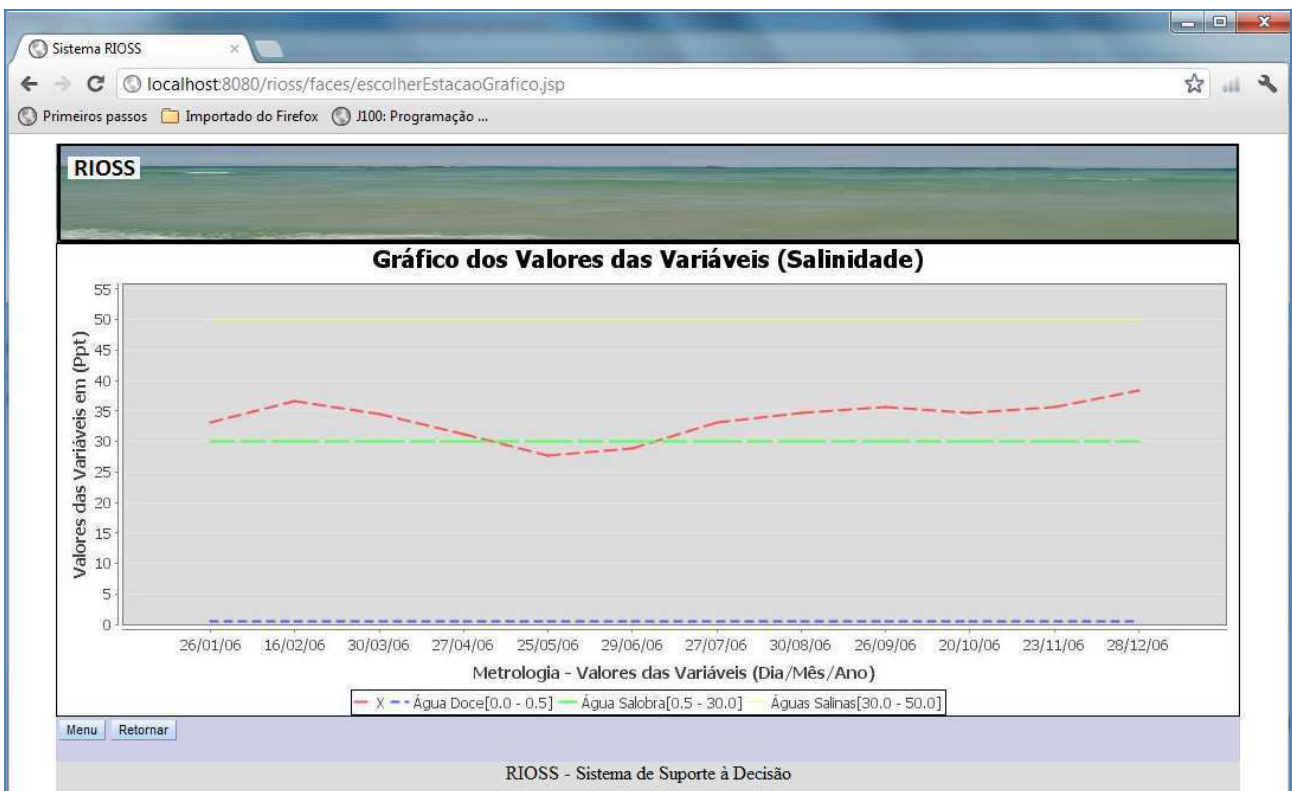 Sistema RIOSS
localhost:8080/rioss/faces/escolherEstacaoGrafico.jsp
Primeiros passos Importado do Firefox J100: Programação ...
RIOSS
Gráfico dos Valores das Variáveis (Salinidade)
Valores das Variáveis em (Ppt)
55
50
45
40
35
30
25
20
15
10
5
0
26/01/06 16/02/06 30/03/06 27/04/06 25/05/06 29/06/06 27/07/06 30/08/06 26/09/06 20/10/06 23/11/06 28/12/06
Metrologia - Valores das Variáveis (Dia/Mês/Ano)
X Água Doce[0.0 - 0.5] Água Salobra[0.5 - 30.0] Águas Salinas[30.0 - 50.0]
Menu Retornar
RIOSS - Sistema de Suporte à Decisão